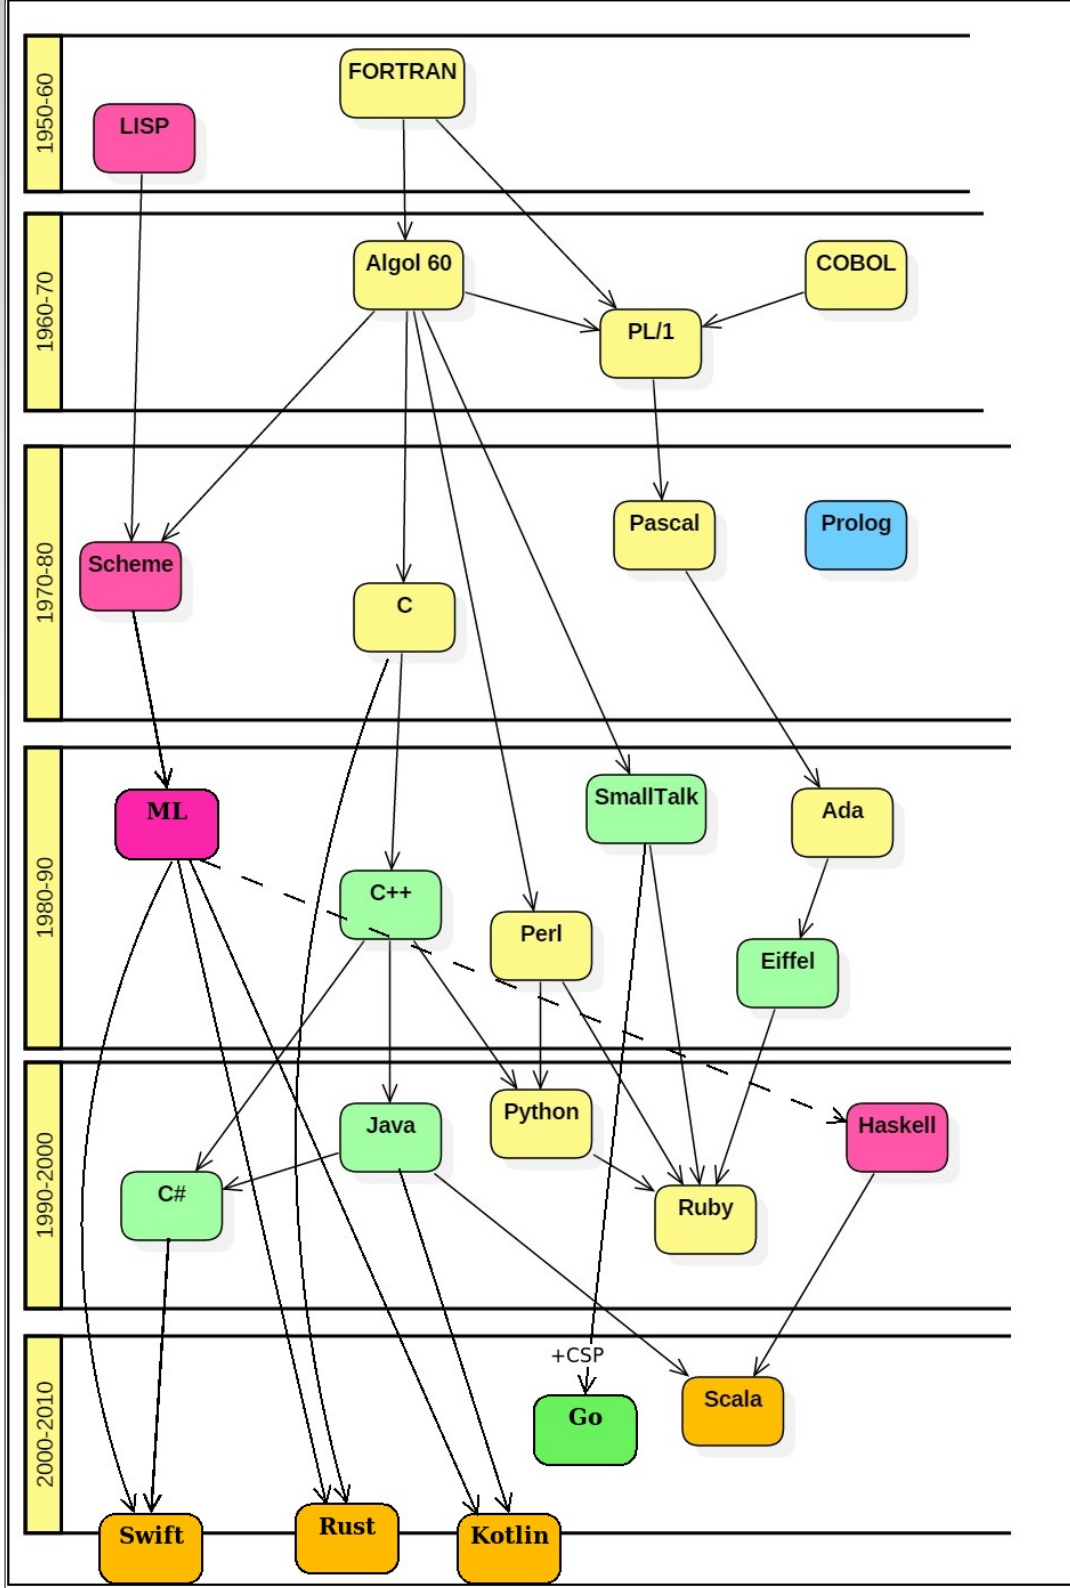 1950-60
FORTRAN
LISP
1960-70
Algol 60
COBOL
PL/1
1970-80
Pascal
Prolog
Scheme
C
1980-90
ML
SmallTalk
Ada
C++
Perl
Eiffel
1990-2000
Java
Python
Haskell
C#
Ruby
2000-2010
+CSP
Go
Scala
Swift
Rust
Kotlin